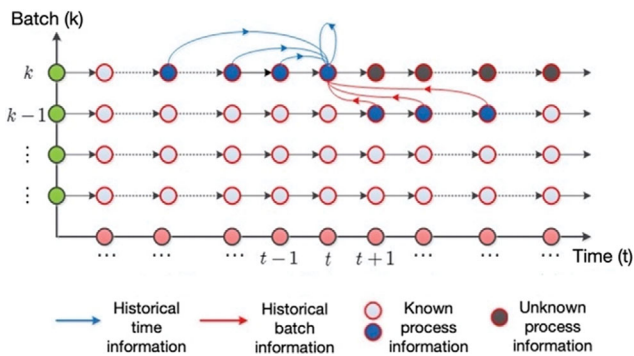 Batch (k)
k
k − 1
⋮
⋮
Time (t)
... ... ... t − 1 t t + 1 ... ... ...
Historical time information
Historical batch information
Known process information
Unknown process information